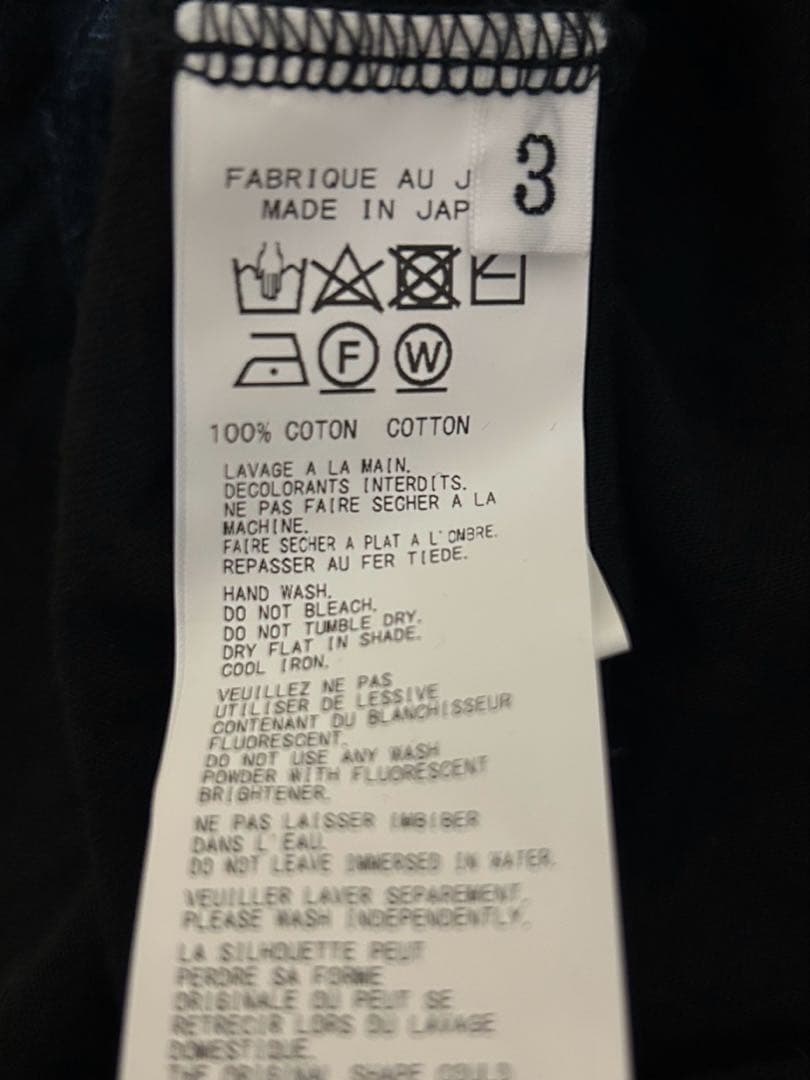 3
FABRIQUE AU J
MADE IN JAP
F W
100% COTON COTTON
LAVAGE A LA MAIN.
DECOLORANTS INTERDITS.
NE PAS FAIRE SECHER A LA
MACHINE.
FAIRE SECHER A PLAT A L'OMBRE.
REPASSER AU FER TIEDE.
HAND WASH.
DO NOT BLEACH.
DO NOT TUMBLE DRY.
DRY FLAT IN SHADE.
COOL IRON.
VEUILLEZ NE PAS
UTILISER DE LESSIVE
CONTENANT DU BLANCHISSEUR
FLUORESCENT.
DO NOT USE ANY WASH
POWDER WITH FLUORESCENT
BRIGHTENER.
NE PAS LAISSER IMBIBER
DANS L'EAU.
DO NOT LEAVE IMMERSED IN WATER.
VEUILLER LAVER SEPAREMENT.
PLEASE WASH INDEPENDENTLY.
LA SILHOUETTE PEUT
PERDRE SA FORME
ORIGINALE OU PEUT SE
RETRECIR LORS DU LAVAGE
DOMESTIQUE.
THE ORIGINAL SHAPE COULD